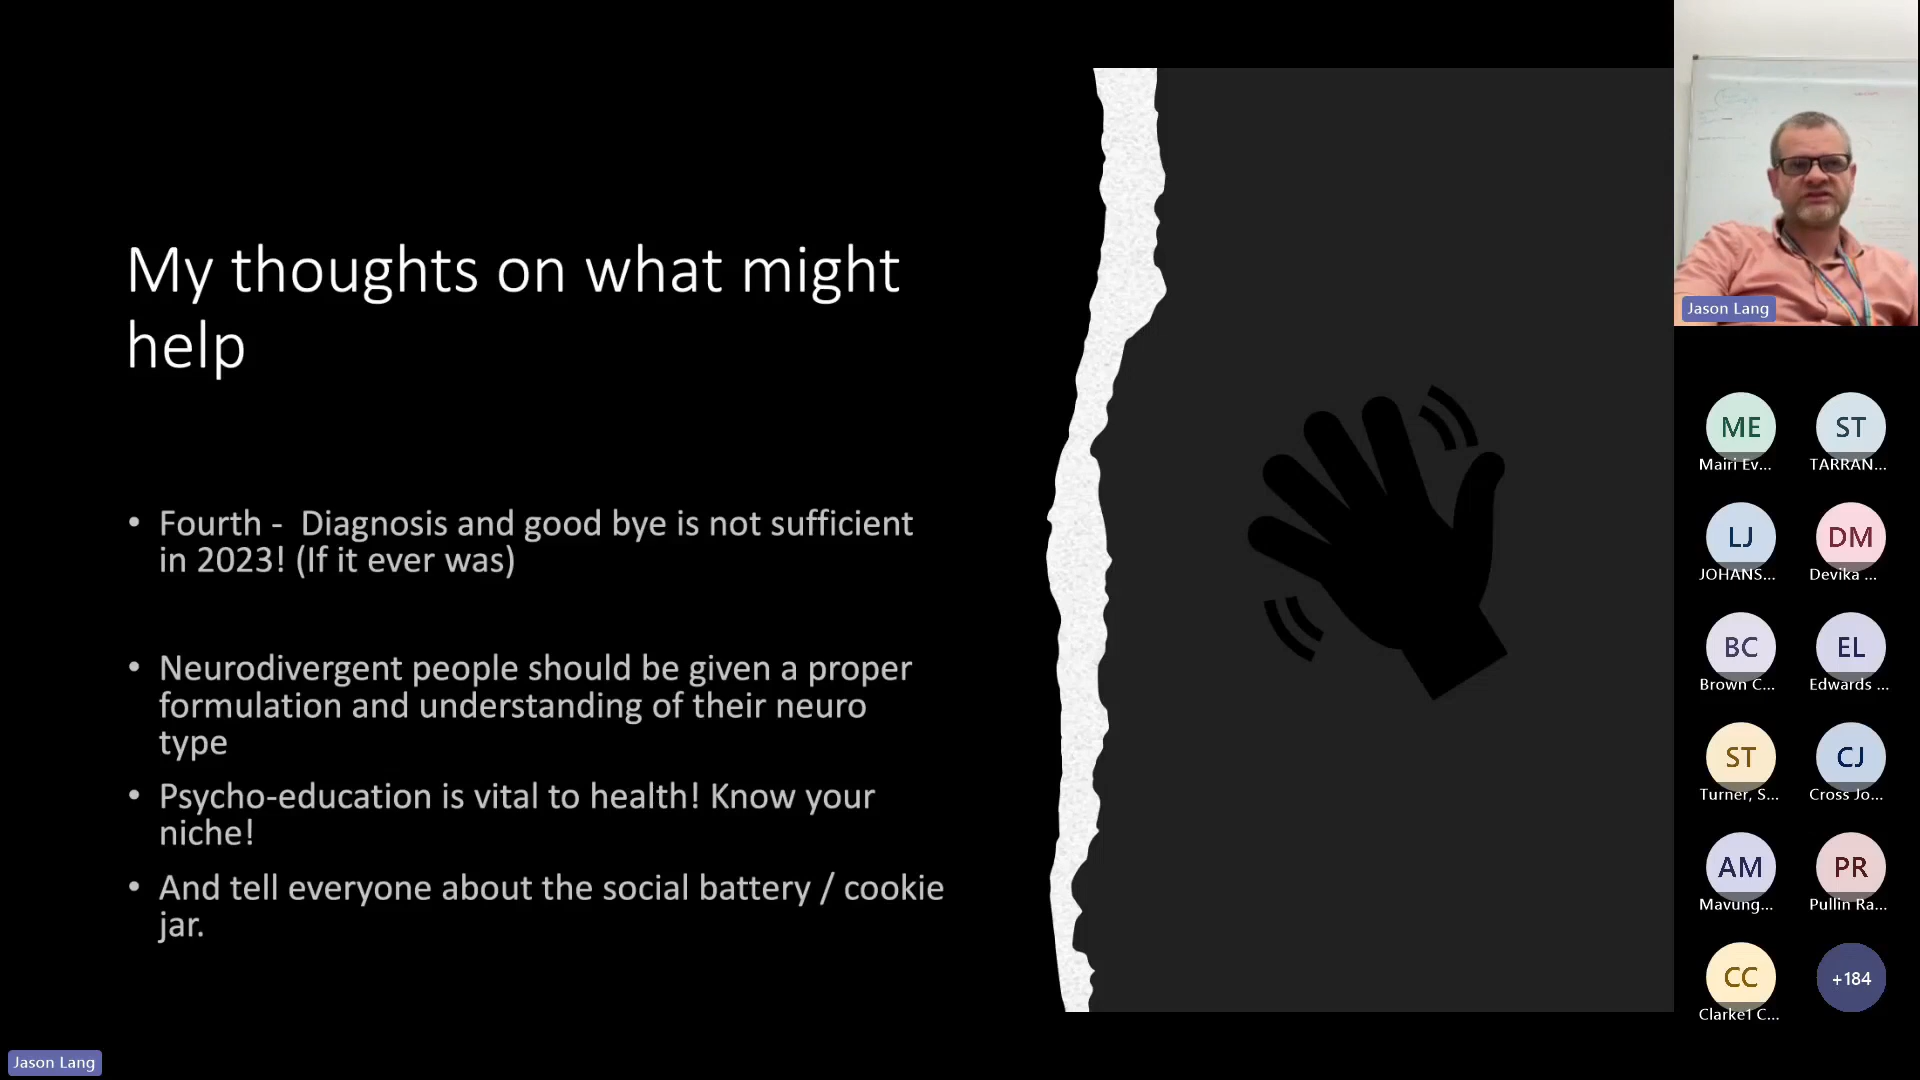 My thoughts on what might
help
• Fourth - Diagnosis and good bye is not sufficient
in 2023! (If it ever was)
• Neurodivergent people should be given a proper
formulation and understanding of their neuro
type
• Psycho-education is vital to health! Know your
niche!
• And tell everyone about the social battery / cookie
jar.
Jason Lang
Jason Lang
ME ST
Mairi Ev... TARRAN...
LJ DM
JOHANS... Devika ...
BC EL
Brown C... Edwards ...
ST CJ
Turner, S... Cross Jo...
AM PR
Mavung... Pullin Ra...
CC +184
Clarke1 C...